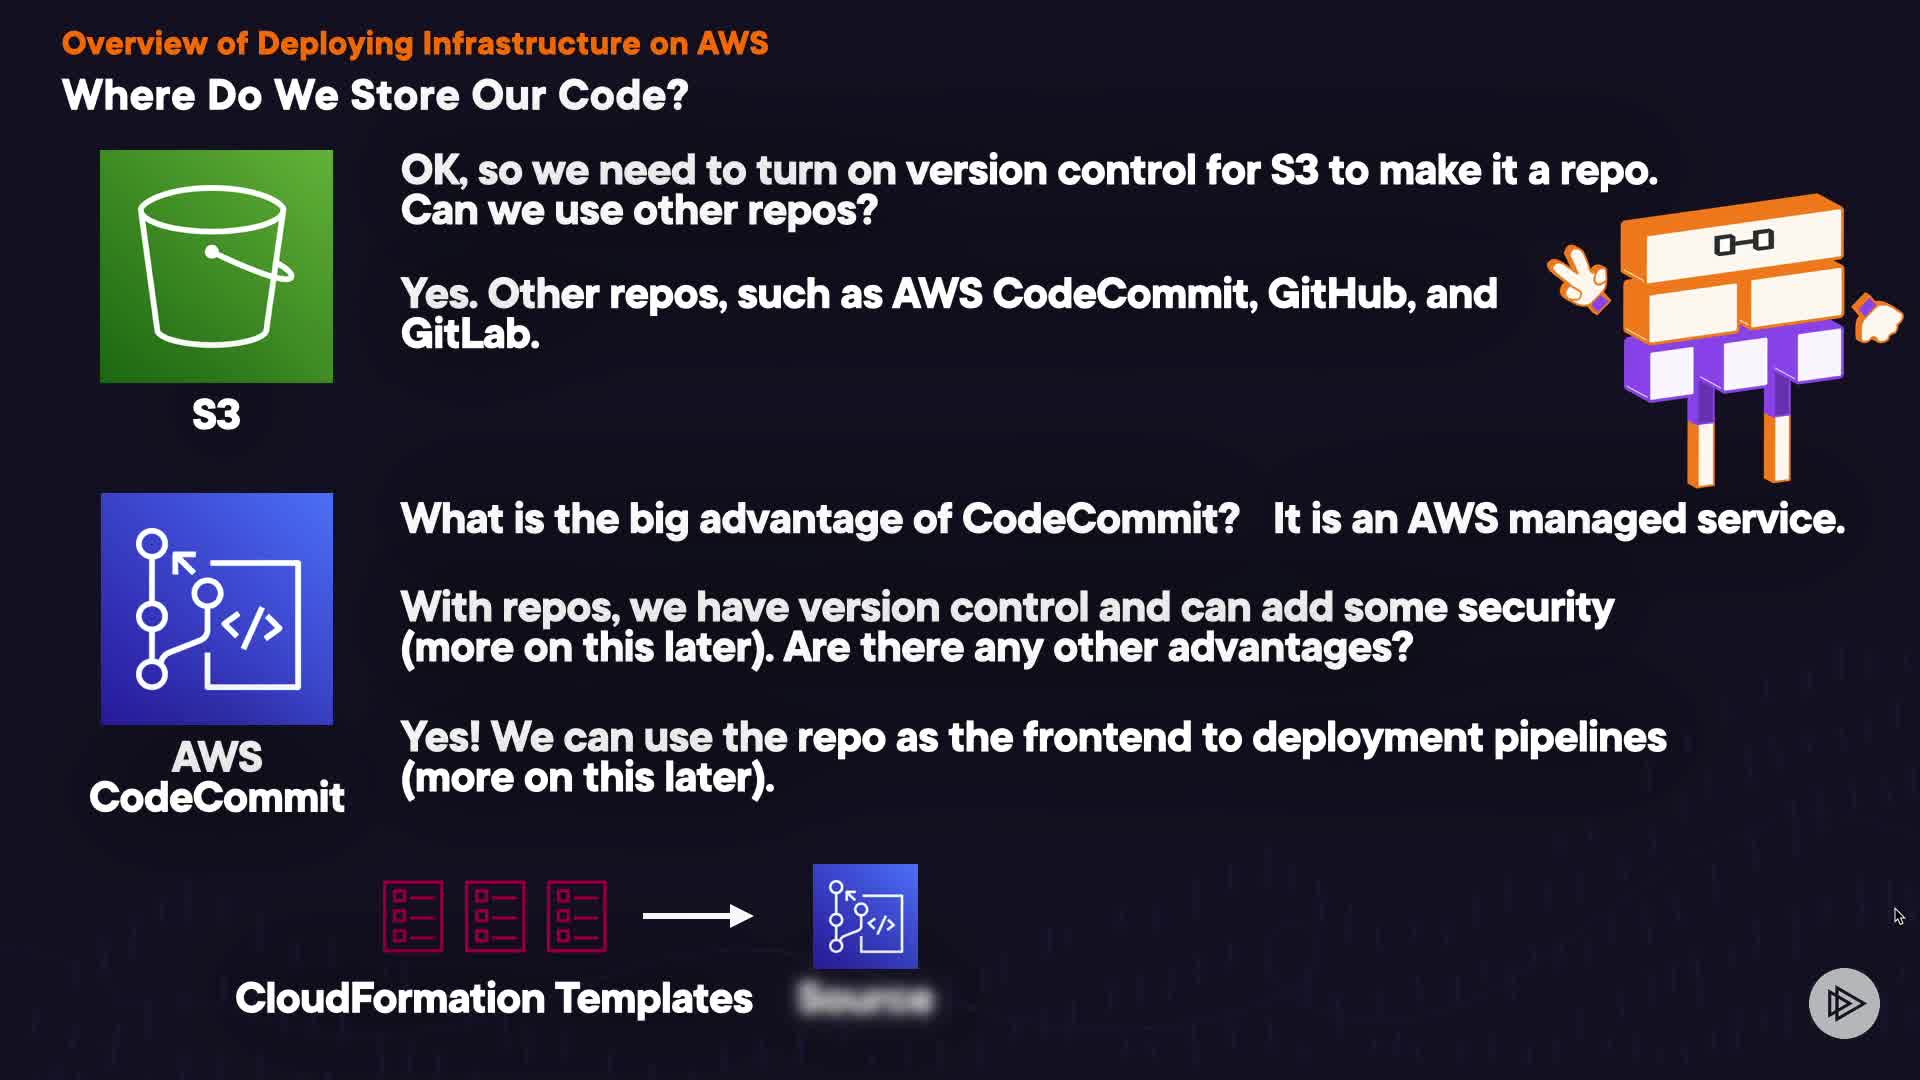 Overview of Deploying Infrastructure on AWS
Where Do We Store Our Code?
OK, so we need to turn on version control for S3 to make it a repo.
Can we use other repos?
Yes. Other repos, such as AWS CodeCommit, GitHub, and
GitLab.
S3
What is the big advantage of CodeCommit? It is an AWS managed service.
With repos, we have version control and can add some security
(more on this later). Are there any other advantages?
Yes! We can use the repo as the frontend to deployment pipelines
(more on this later).
AWS
CodeCommit
</>
CloudFormation Templates
</>
Source